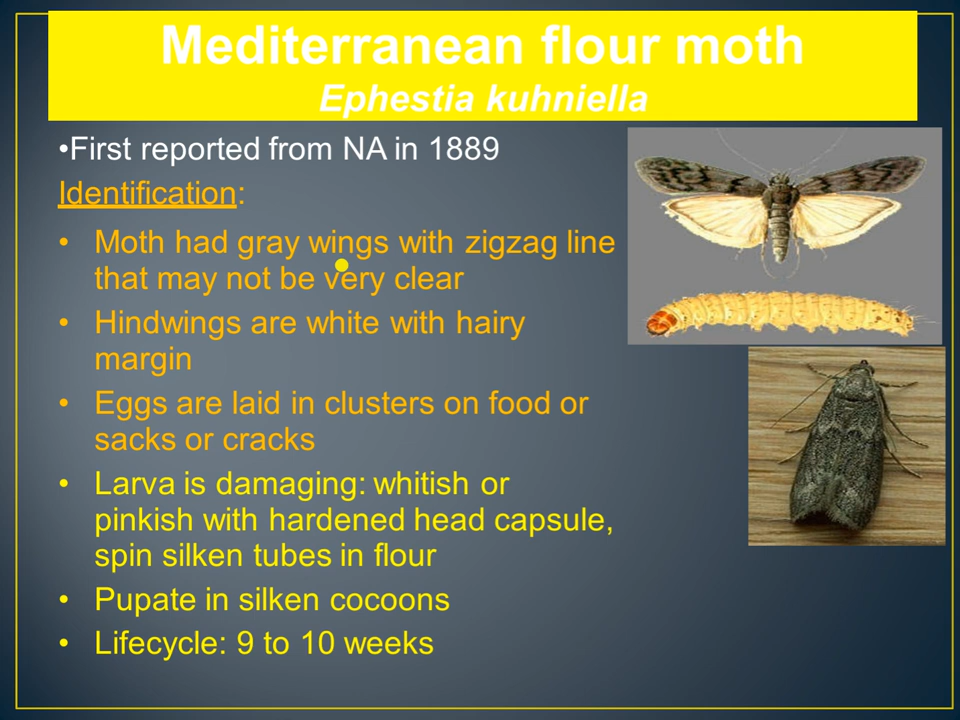 Mediterranean flour moth
Ephestia kuhniella
•First reported from NA in 1889
Identification:
• Moth had gray wings with zigzag line
that may not be very clear
• Hindwings are white with hairy
margin
• Eggs are laid in clusters on food or
sacks or cracks
• Larva is damaging: whitish or
pinkish with hardened head capsule,
spin silken tubes in flour
• Pupate in silken cocoons
• Lifecycle: 9 to 10 weeks